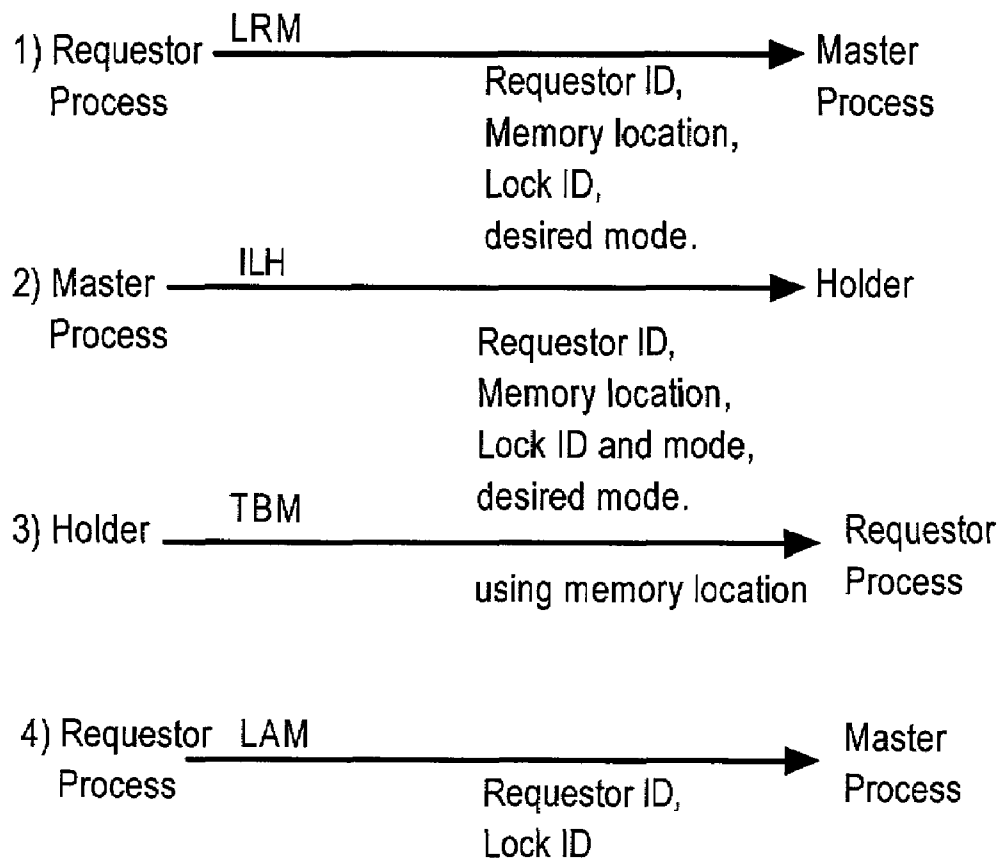 1) Requestor Process LRM Master Process
Requestor ID,
Memory location,
Lock ID,
desired mode.
2) Master Process ILH Holder
Requestor ID,
Memory location,
Lock ID and mode,
desired mode.
3) Holder TBM Requestor Process
using memory location
4) Requestor Process LAM Master Process
Requestor ID,
Lock ID